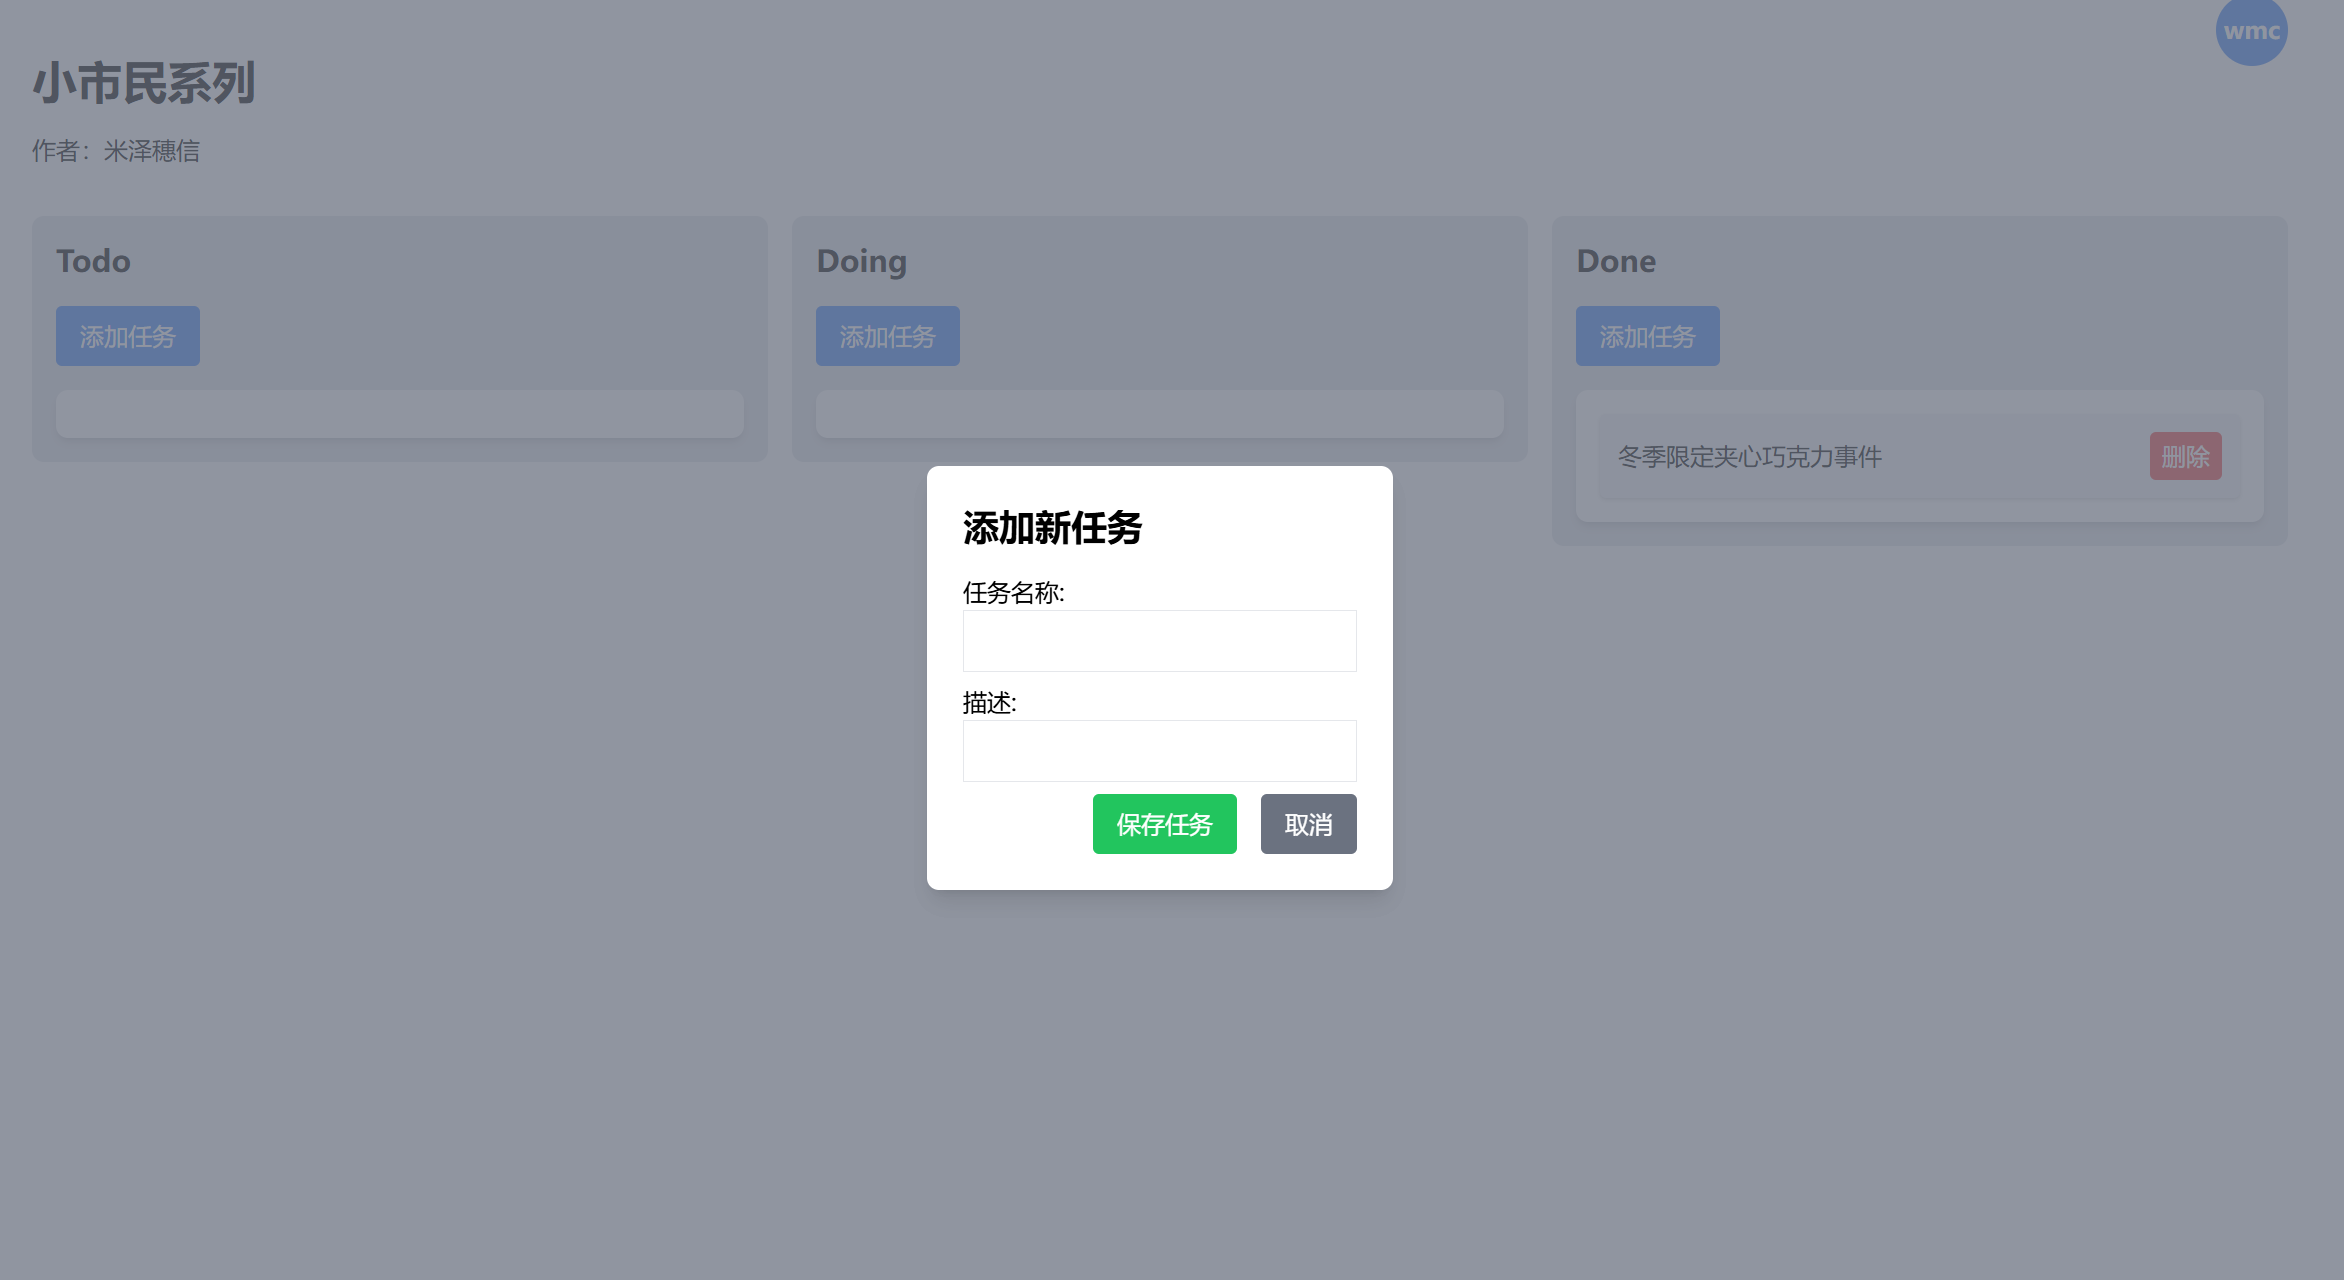 wmc
小市民系列
作者：米泽穗信
Todo
添加任务
Doing
添加任务
Done
添加任务
冬季限定夹心巧克力事件
删除
添加新任务
任务名称:
描述:
保存任务
取消